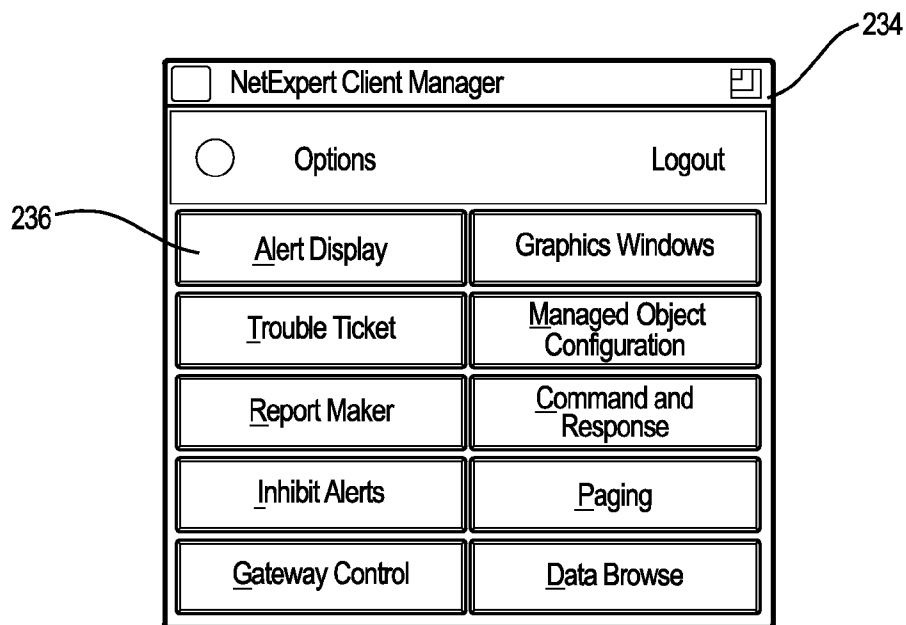 234
NetExpert Client Manager
Options Logout
236
Alert Display Graphics Windows
Trouble Ticket Managed Object
Configuration
Report Maker Command and
Response
Inhibit Alerts Paging
Gateway Control Data Browse